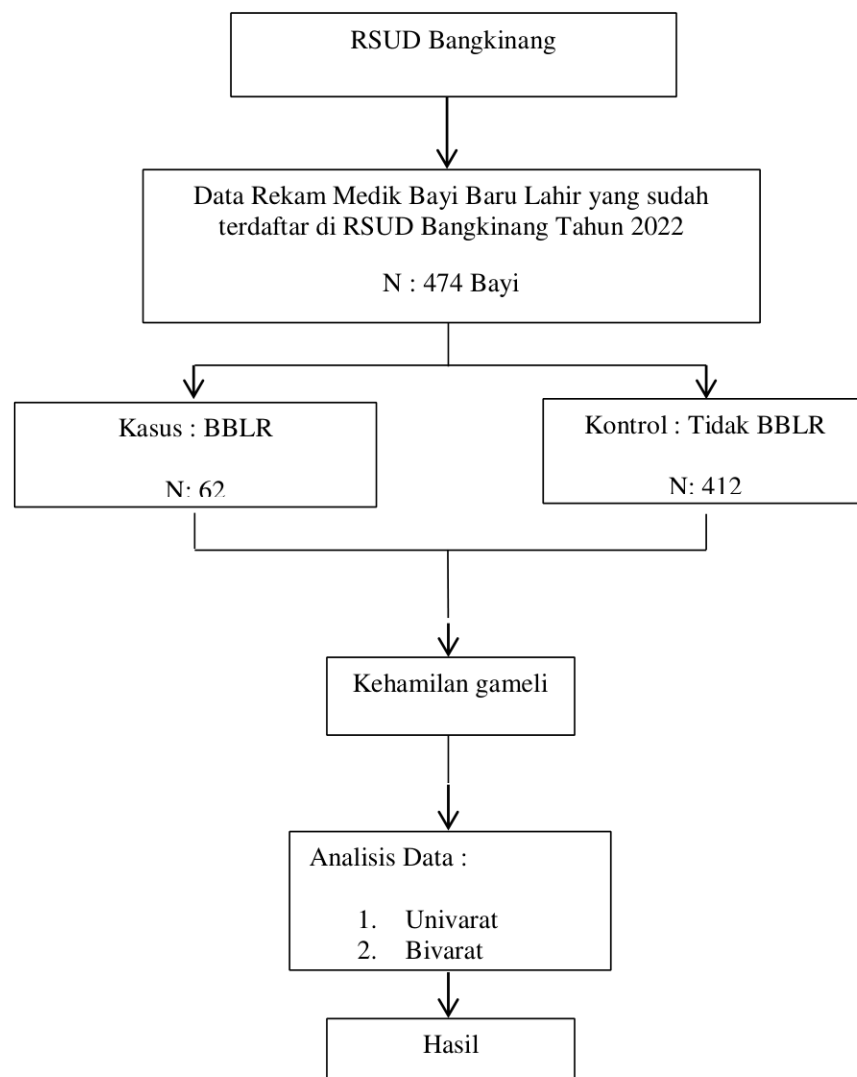 RSUD Bangkinang
Data Rekam Medik Bayi Baru Lahir yang sudah
terdaftar di RSUD Bangkinang Tahun 2022
N : 474 Bayi
Kasus : BBLR
N: 62
Kontrol : Tidak BBLR
N: 412
Kehamilan gameli
Analisis Data :
1. Univarat
2. Bivarat
Hasil